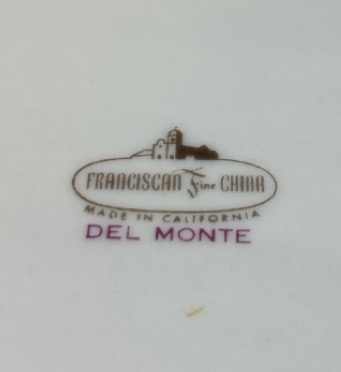 FRANCISCAN Fine CHINA
MADE IN CALIFORNIA
DEL MONTE